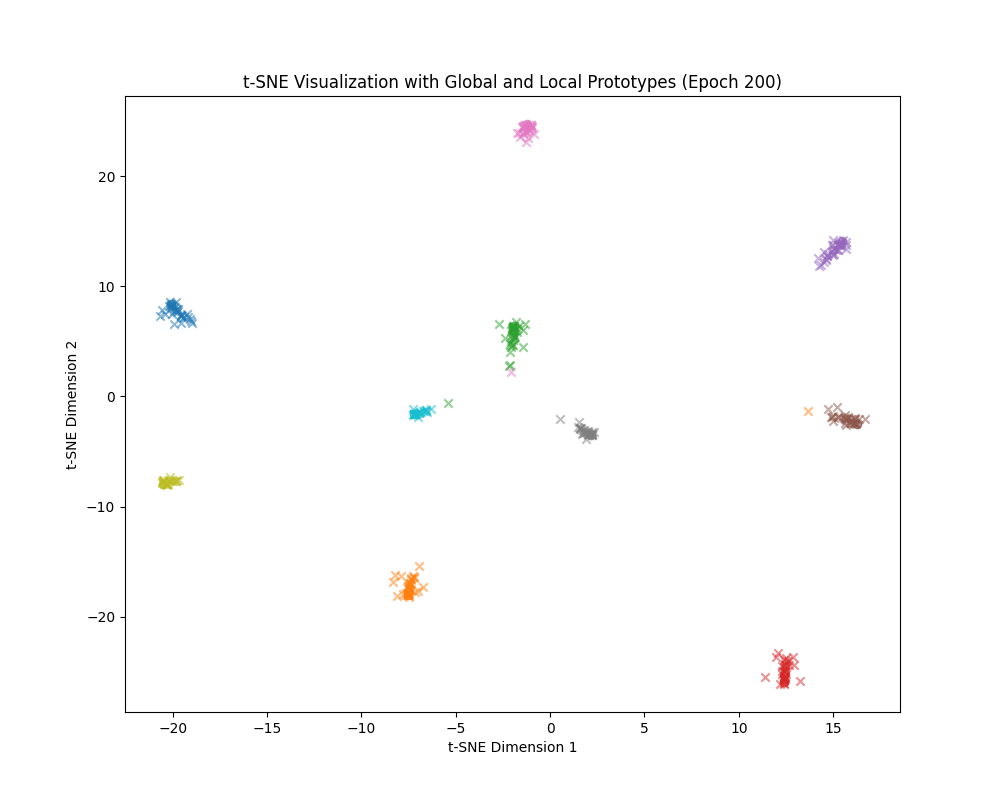 t-SNE Visualization with Global and Local Prototypes (Epoch 200)
t-SNE Dimension 2
20
10
0
−10
−20
−20 −15 −10 −5 0 5 10 15
t-SNE Dimension 1